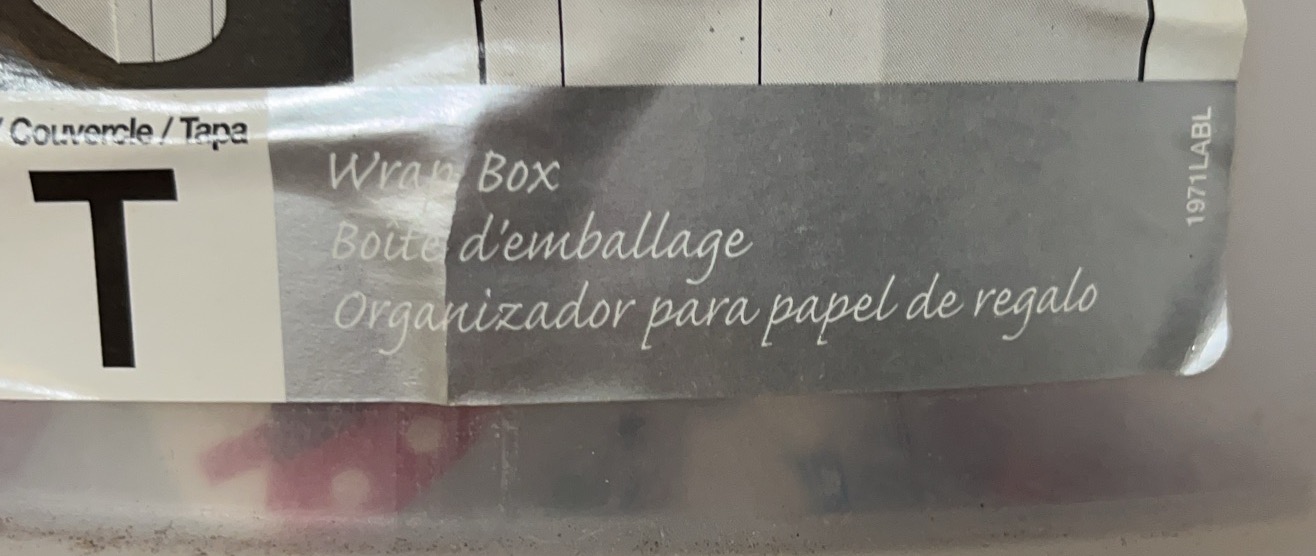 / Couvercle / Tapa
T
Wrap Box
Boîte d'emballage
Organizador para papel de regalo
1971LABL